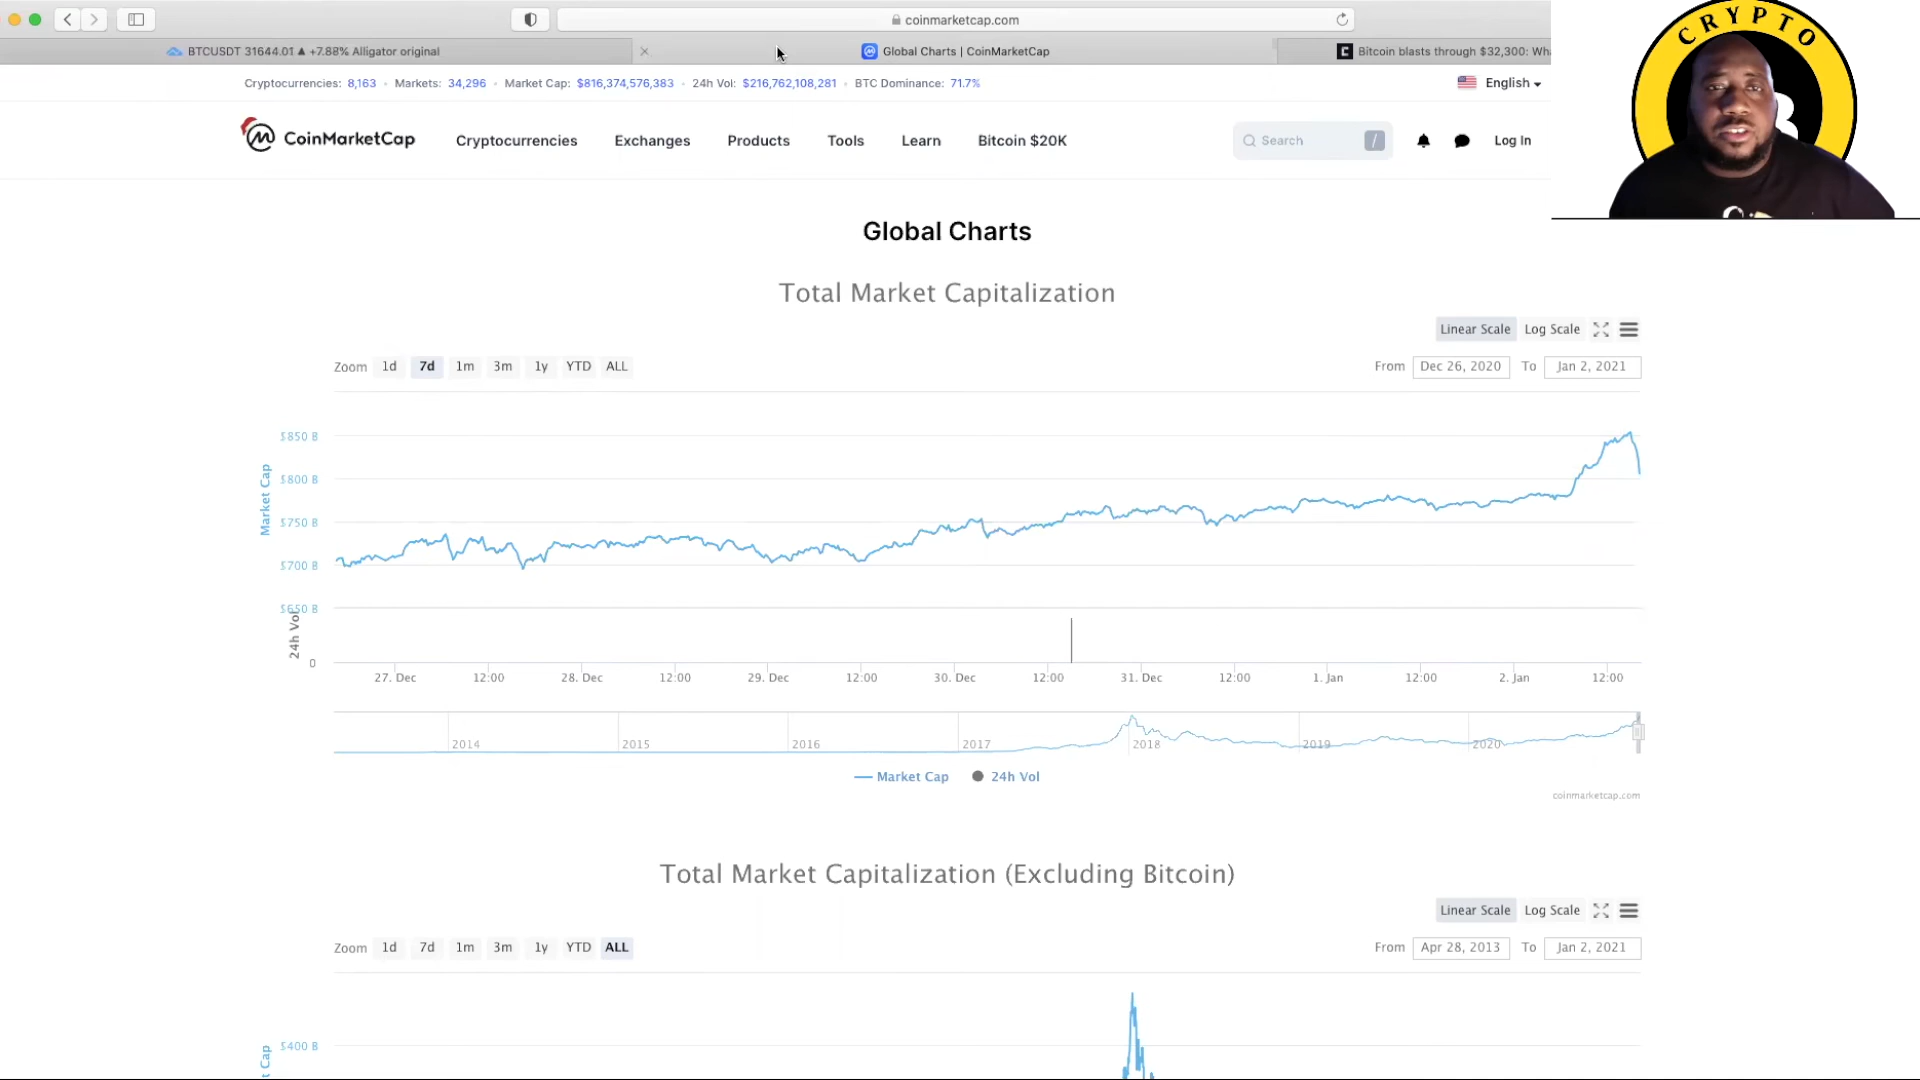 coinmarketcap.com
BTCUSDT 31644.01 ▲ +7.88% Alligator original
Global Charts | CoinMarketCap
Bitcoin blasts through $32,300: Wh
CRYPTO
Cryptocurrencies: 8,163 • Markets: 34,296 • Market Cap: $816,374,576,383 • 24h Vol: $216,762,108,281 • BTC Dominance: 71.7%
English
CoinMarketCap
Cryptocurrencies
Exchanges
Products
Tools
Learn
Bitcoin $20K
Search /
Log In
B
Global Charts
Total Market Capitalization
Linear Scale Log Scale
Zoom 1d 7d 1m 3m 1y YTD ALL
From Dec 26, 2020 To Jan 2, 2021
$850 B
$800 B
$750 B
$700 B
$650 B
Market Cap
24h Vol
0
27. Dec 12:00 28. Dec 12:00 29. Dec 12:00 30. Dec 12:00 31. Dec 12:00 1. Jan 12:00 2. Jan 12:00
2014 2015 2016 2017 2018 2019 2020
Market Cap 24h Vol
coinmarketcap.com
Total Market Capitalization (Excluding Bitcoin)
Linear Scale Log Scale
Zoom 1d 7d 1m 3m 1y YTD ALL
From Apr 28, 2013 To Jan 2, 2021
$400 B
t Cap